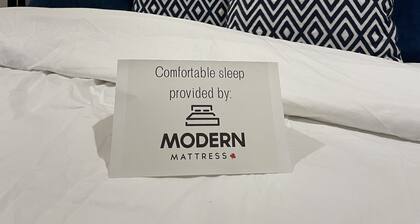 Comfortable sleep
provided by:
MODERN
MATTRESS